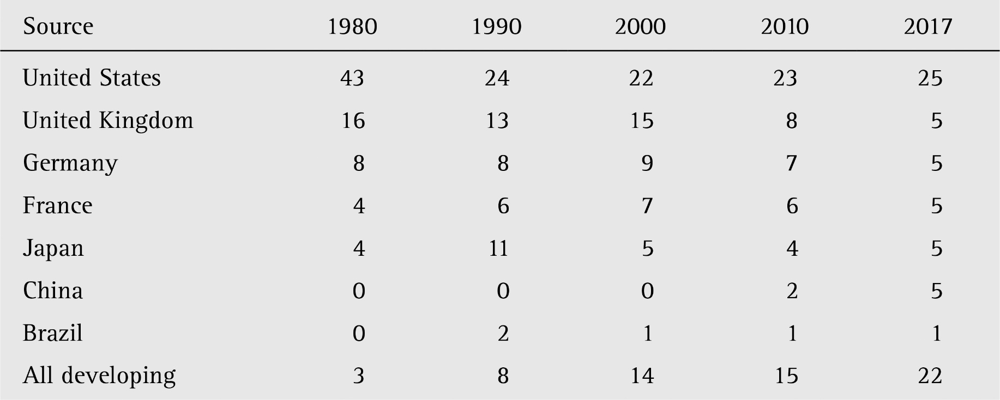 Source 1980 1990 2000 2010 2017
United States 43 24 22 23 25
United Kingdom 16 13 15 8 5
Germany 8 8 9 7 5
France 4 6 7 6 5
Japan 4 11 5 4 5
China 0 0 0 2 5
Brazil 0 2 1 1 1
All developing 3 8 14 15 22